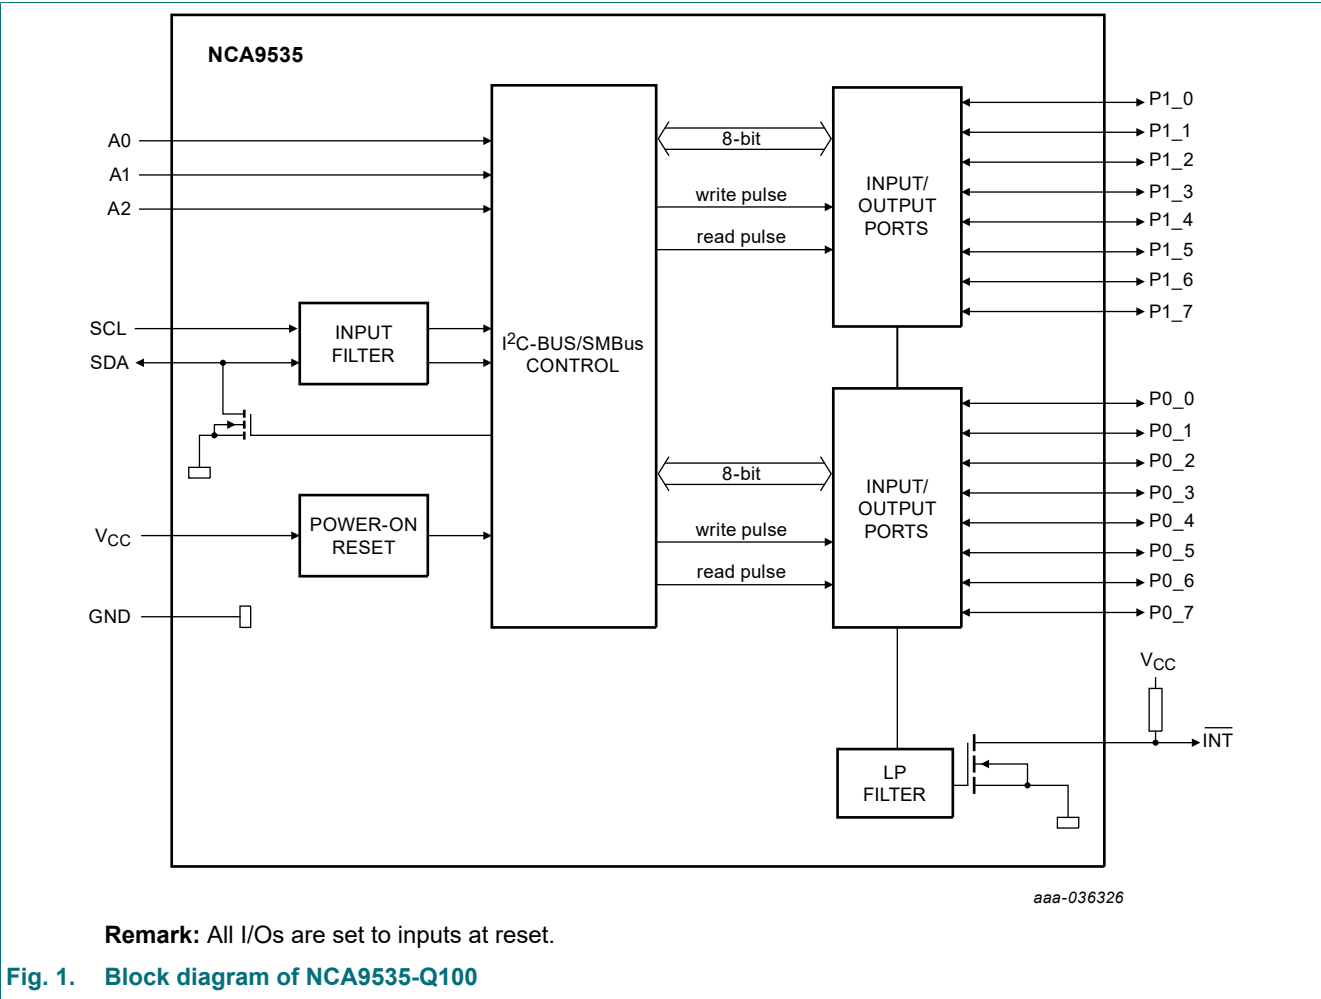 NCA9535
A0
A1
A2
SCL
SDA
VCC
GND
INPUT
FILTER
POWER-ON
RESET
I2C-BUS/SMBus
CONTROL
8-bit
write pulse
read pulse
INPUT/
OUTPUT
PORTS
P1_0
P1_1
P1_2
P1_3
P1_4
P1_5
P1_6
P1_7
8-bit
write pulse
read pulse
INPUT/
OUTPUT
PORTS
P0_0
P0_1
P0_2
P0_3
P0_4
P0_5
P0_6
P0_7
VCC
INT
LP
FILTER
aaa-036326
Remark: All I/Os are set to inputs at reset.
Fig. 1. Block diagram of NCA9535-Q100